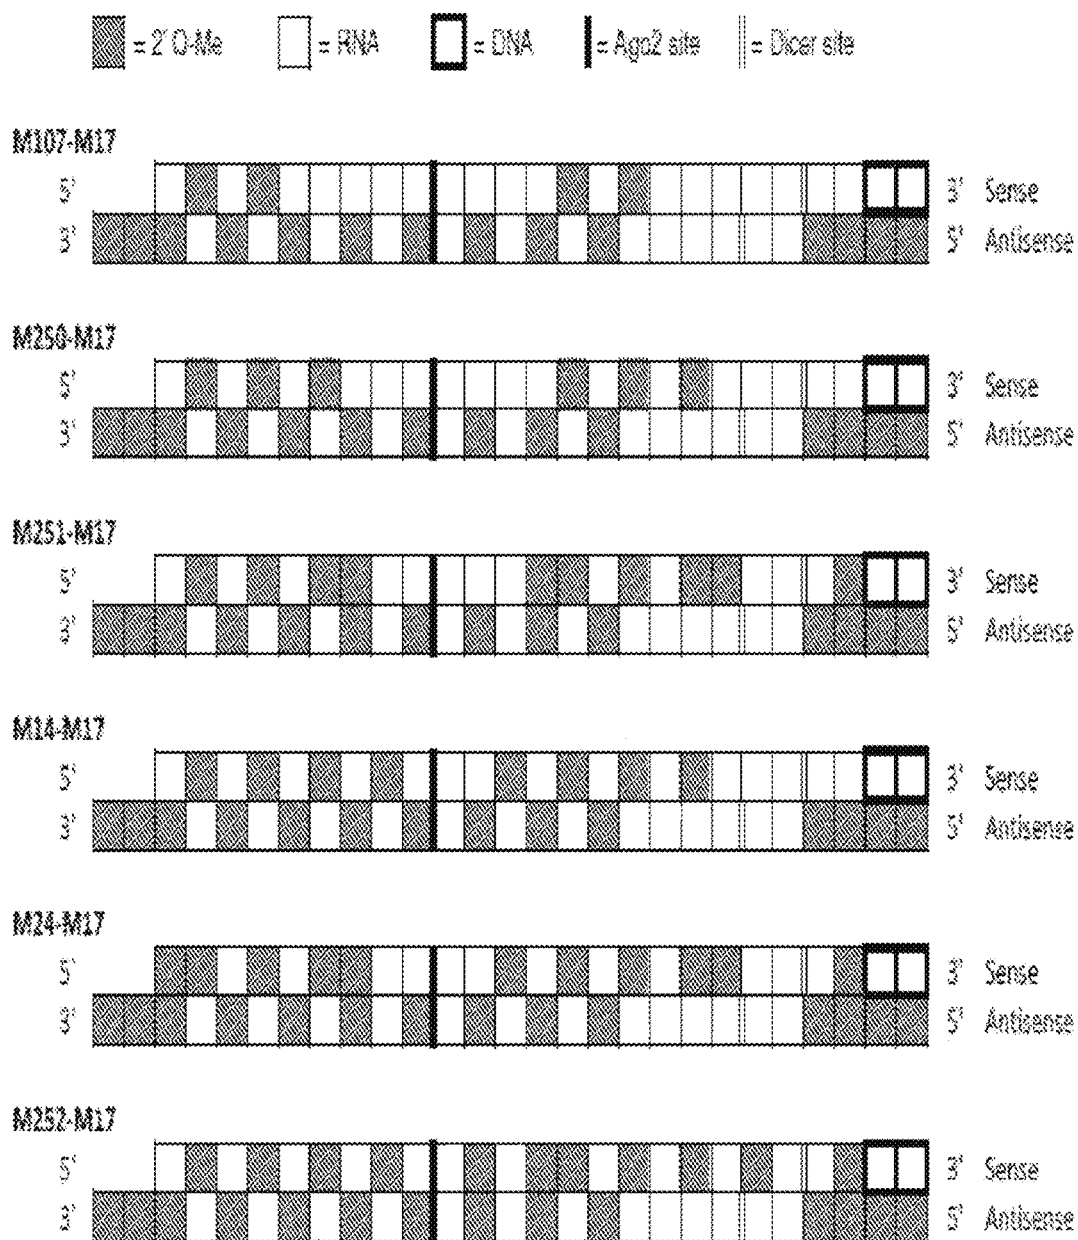 = 2' O-Me = RNA = DNA = Ago2 site = Dicer site
M107-M17
5' 3' Sense
3' 5' Antisense
M250-M17
5' 3' Sense
3' 5' Antisense
M251-M17
5' 3' Sense
3' 5' Antisense
M14-M17
5' 3' Sense
3' 5' Antisense
M24-M17
5' 3' Sense
3' 5' Antisense
M252-M17
5' 3' Sense
3' 5' Antisense